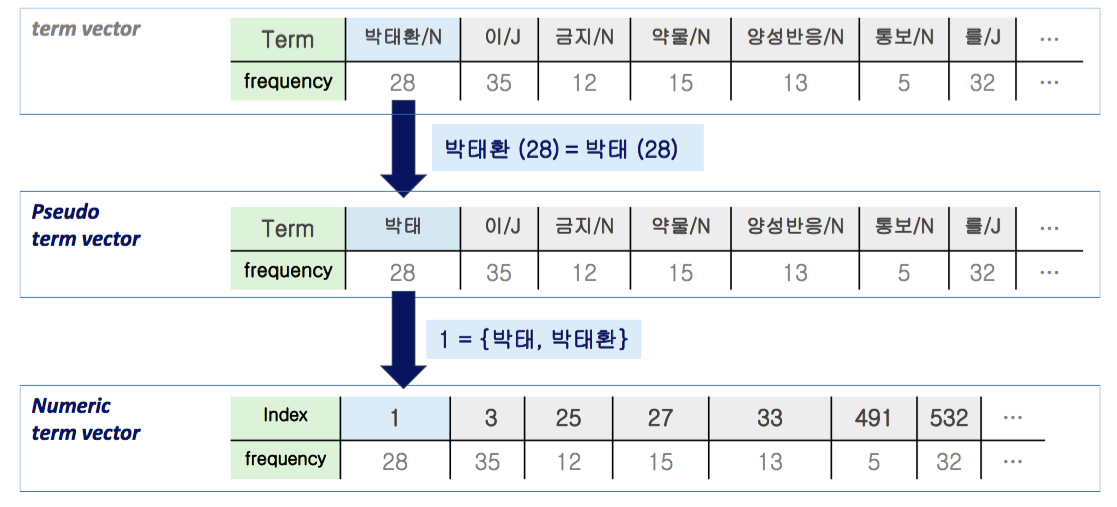 term vector
Term 박태환/N 이/J 금지/N 약물/N 양성반응/N 통보/N 를/J ···
frequency 28 35 12 15 13 5 32 ···
박태환 (28) = 박태 (28)
Pseudo
term vector
Term 박태 이/J 금지/N 약물/N 양성반응/N 통보/N 를/J ···
frequency 28 35 12 15 13 5 32 ···
1 = {박태, 박태환}
Numeric
term vector
Index 1 3 25 27 33 491 532 ···
frequency 28 35 12 15 13 5 32 ···